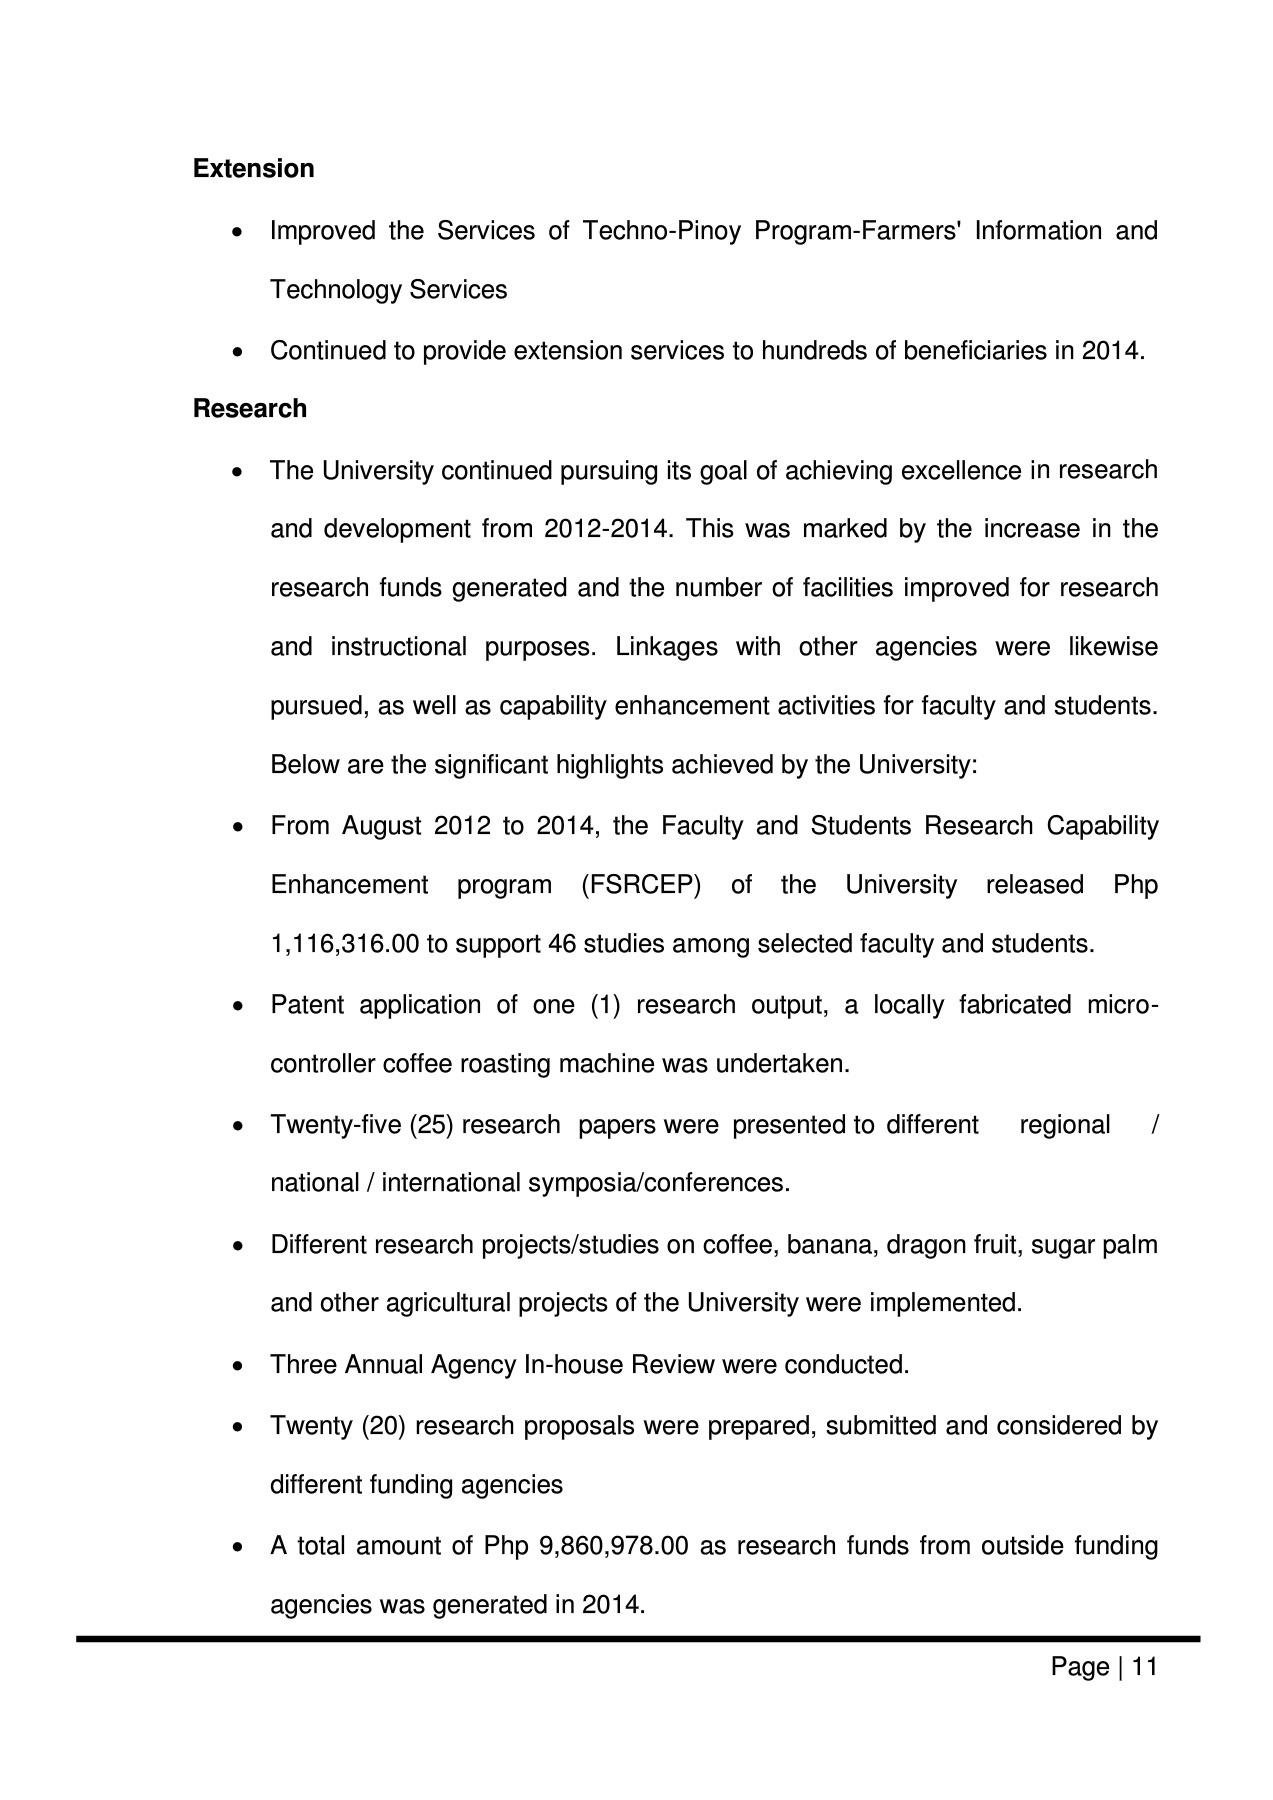 Extension
• Improved the Services of Techno-Pinoy Program-Farmers' Information and
Technology Services
• Continued to provide extension services to hundreds of beneficiaries in 2014.
Research
• The University continued pursuing its goal of achieving excellence in research
and development from 2012-2014. This was marked by the increase in the
research funds generated and the number of facilities improved for research
and instructional purposes. Linkages with other agencies were likewise
pursued, as well as capability enhancement activities for faculty and students.
Below are the significant highlights achieved by the University:
• From August 2012 to 2014, the Faculty and Students Research Capability
Enhancement program (FSRCEP) of the University released Php
1,116,316.00 to support 46 studies among selected faculty and students.
• Patent application of one (1) research output, a locally fabricated micro-
controller coffee roasting machine was undertaken.
• Twenty-five (25) research papers were presented to different regional /
national / international symposia/conferences.
• Different research projects/studies on coffee, banana, dragon fruit, sugar palm
and other agricultural projects of the University were implemented.
• Three Annual Agency In-house Review were conducted.
• Twenty (20) research proposals were prepared, submitted and considered by
different funding agencies
• A total amount of Php 9,860,978.00 as research funds from outside funding
agencies was generated in 2014.
Page | 11